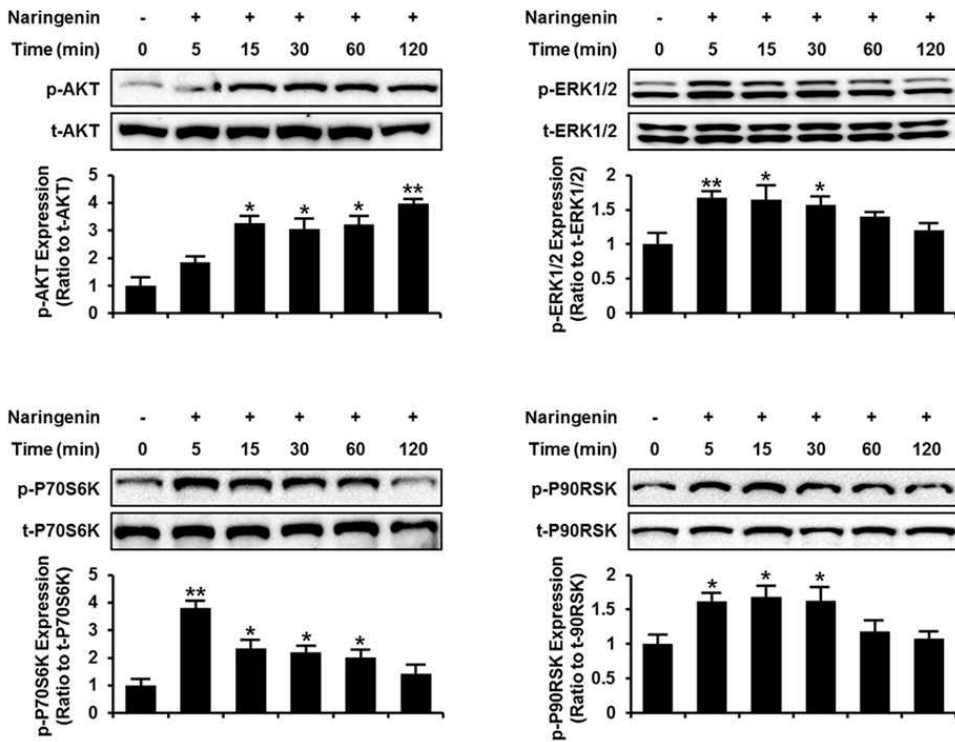 Naringenin - + + + + +
Time (min) 0 5 15 30 60 120
p-AKT
t-AKT
p-AKT Expression
(Ratio to t-AKT)
5
4
3
2
1
0
* * * **
Naringenin - + + + + +
Time (min) 0 5 15 30 60 120
p-ERK1/2
t-ERK1/2
p-ERK1/2 Expression
(Ratio to t-ERK1/2)
2
1.5
1
0.5
0
** * *
Naringenin - + + + + +
Time (min) 0 5 15 30 60 120
p-P70S6K
t-P70S6K
p-P70S6K Expression
(Ratio to t-P70S6K)
5
4
3
2
1
0
** * * *
Naringenin - + + + + +
Time (min) 0 5 15 30 60 120
p-P90RSK
t-P90RSK
p-P90RSK Expression
(Ratio to t-90RSK)
2
1.5
1
0.5
0
* * *